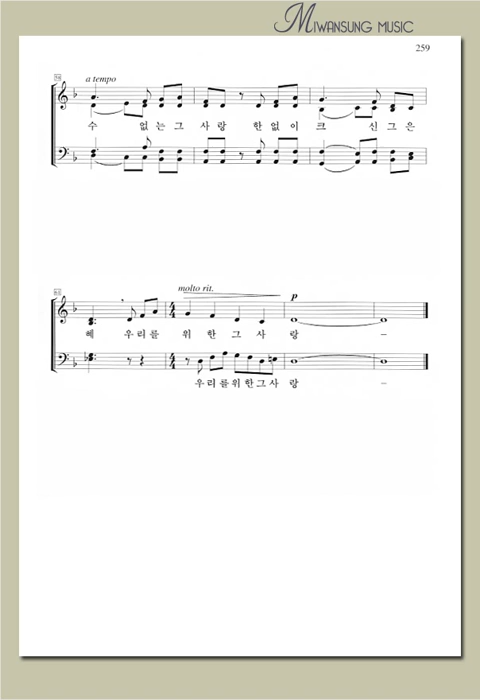 MIWANSUNG MUSIC
259
a tempo
수 없는그 사랑 한없이 크 신그은
molto rit.
p
혜 우리를 위 한 그 사 랑 –
우리를위한그사 랑 –